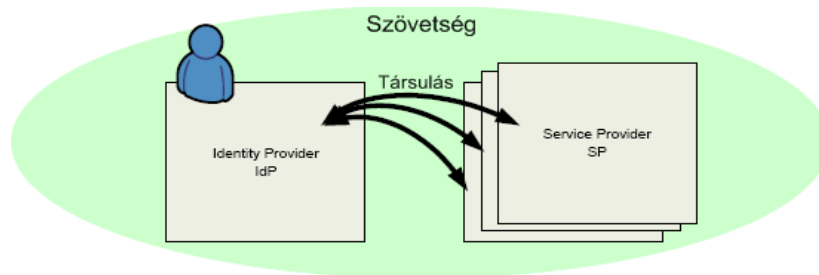 Szövetség
Társulás
Identity Provider
IdP
Service Provider
SP